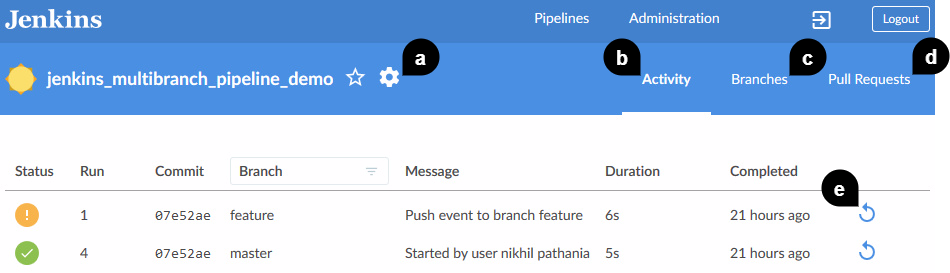 Jenkins Pipelines Administration Logout
a b c d
jenkins_multibranch_pipeline_demo Activity Branches Pull Requests
Status Run Commit Branch Message Duration Completed
e
! 1 07e52ae feature Push event to branch feature 6s 21 hours ago
4 07e52ae master Started by user nikhil pathania 5s 21 hours ago